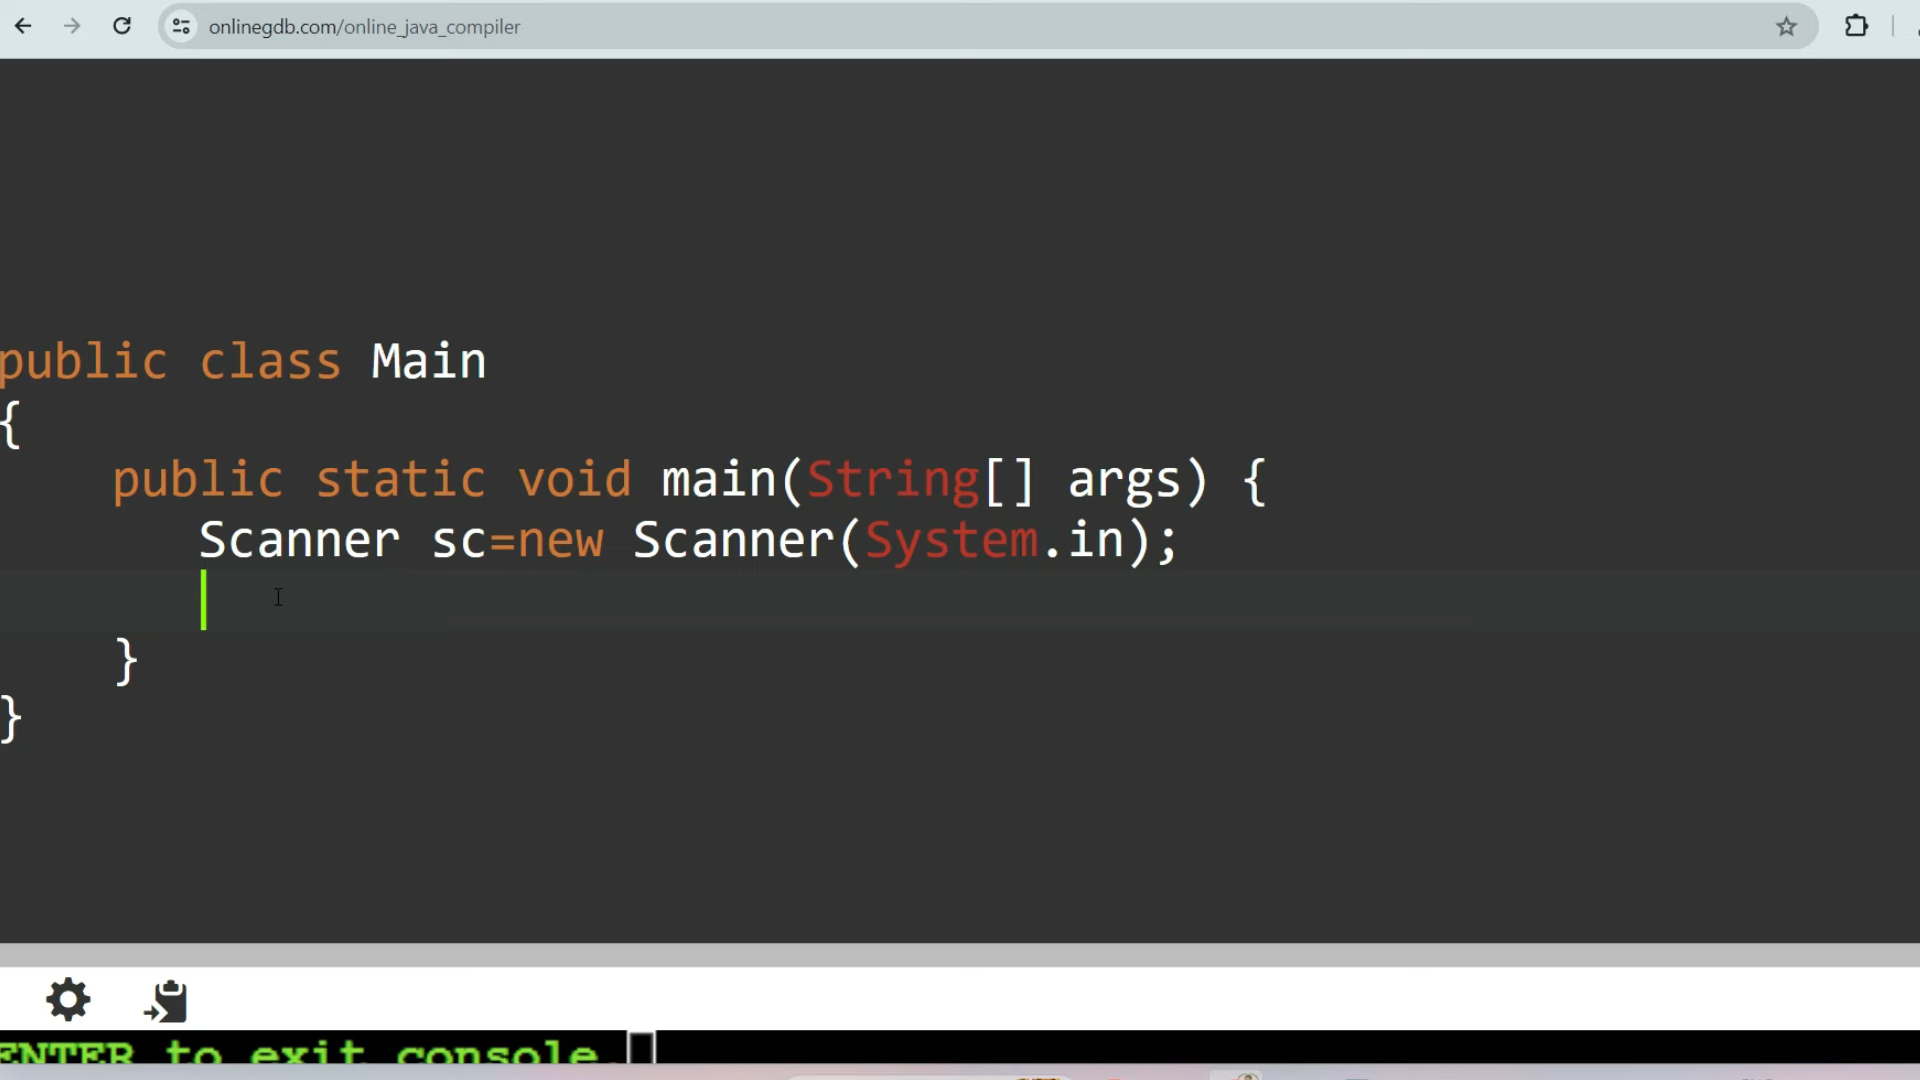 onlinegdb.com/online_java_compiler
public class Main
{
public static void main(String[] args) {
Scanner sc=new Scanner(System.in);
}
}
ENTER to exit console.